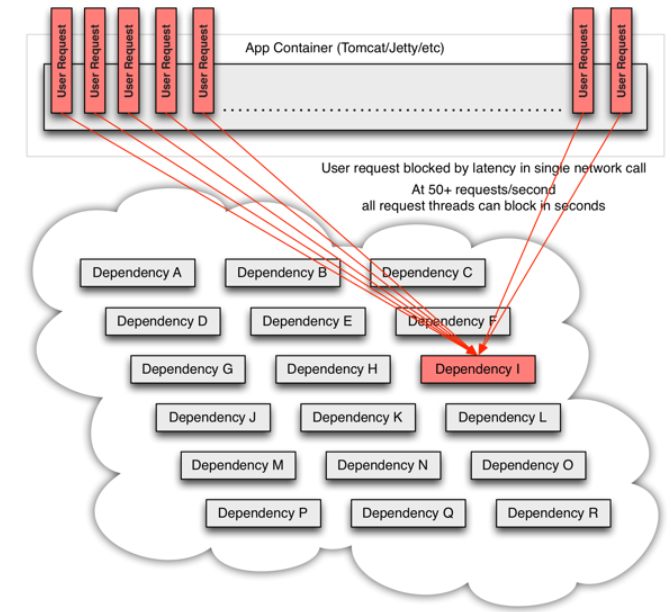 User Request
User Request
User Request
User Request
User Request
User Request
User Request
App Container (Tomcat/Jetty/etc)
User request blocked by latency in single network call
At 50+ requests/second
all request threads can block in seconds
Dependency A
Dependency B
Dependency C
Dependency D
Dependency E
Dependency F
Dependency G
Dependency H
Dependency I
Dependency J
Dependency K
Dependency L
Dependency M
Dependency N
Dependency O
Dependency P
Dependency Q
Dependency R